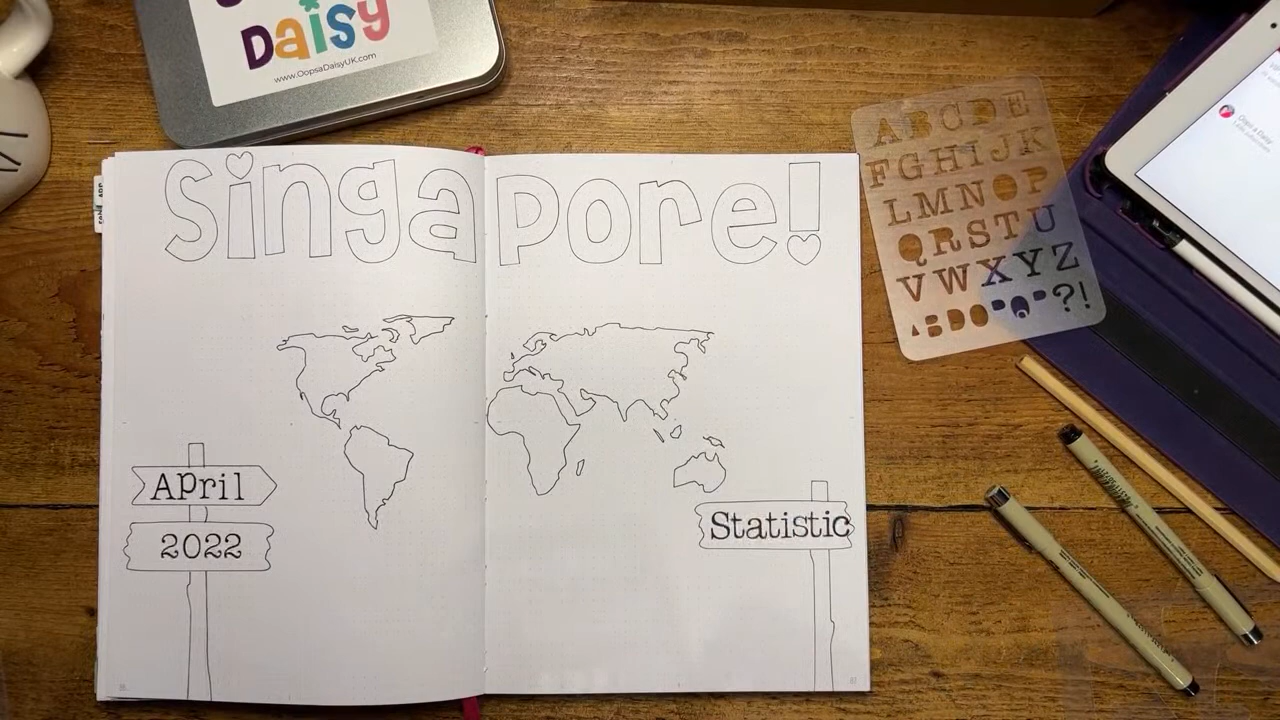 Daisy
www.OopsaDaisyUK.com
Singapore!
April
2022
Statistic
ABCDE
FGHIJK
LMNOP
QRSTU
VWXYZ
?!